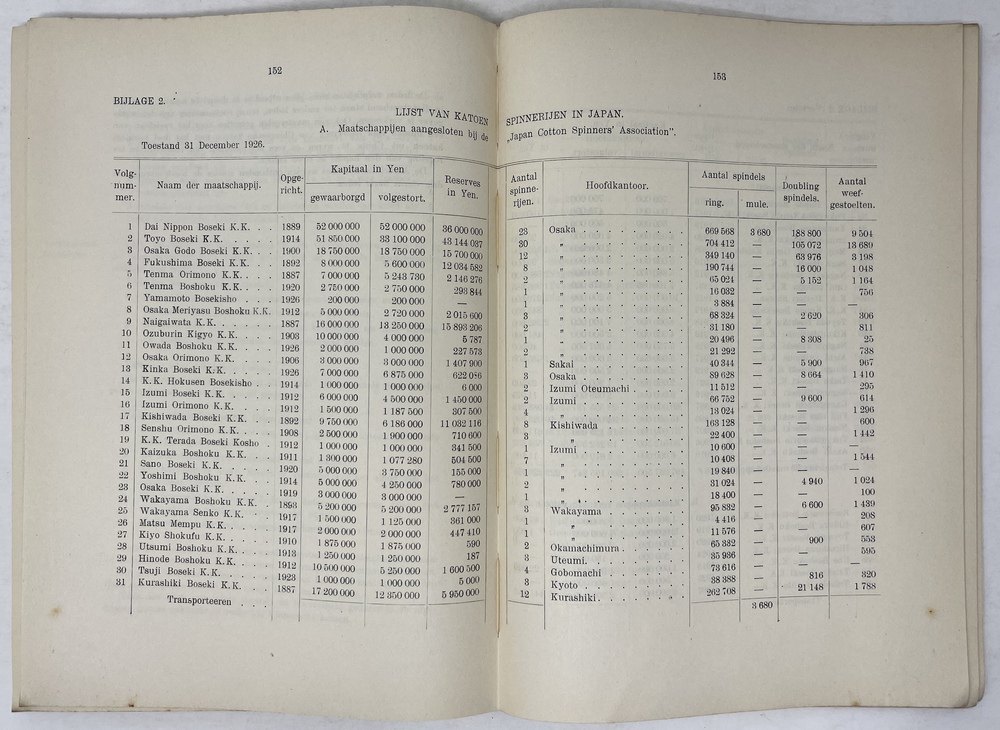 152
BIJLAGE 2.
LIJST VAN KATOEN
A. Maatschappijen aangesloten bij de
Toestand 31 December 1926.
Volg-num-mer. Naam der maatschappij. Opge-richt. Kapitaal in Yen Reserves in Yen.
gewaarborgd volgestort.
1 Dai Nippon Boseki K.K. . . 1889 52 000 000 52 000 000 36 000 000
2 Toyo Boseki K.K. . . . . 1914 51 850 000 33 100 000 43 144 037
3 Osaka Godo Boseki K.K. . . 1900 18 750 000 18 750 000 15 700 000
4 Fukushima Boseki K.K. . . 1892 8 000 000 5 600 000 12 034 582
5 Tenma Orimono K.K. . . . 1887 7 000 000 5 243 730 2 146 276
6 Tenma Boshoku K.K. . . . 1920 2 750 000 2 750 000 293 844
7 Yamamoto Bosekisho . . . 1926 200 000 200 000 —
8 Osaka Meriyasu Boshoku K.K. 1912 5 000 000 2 720 000 2 015 600
9 Naigaiwata K.K. . . . . . 1887 16 000 000 13 250 000 15 893 206
10 Ozuburin Kigyo K.K. . . . 1903 10 000 000 4 000 000 5 787
11 Owada Boshoku K.K. . . . 1926 2 000 000 1 000 000 227 573
12 Osaka Orimono K.K. . . . 1906 3 000 000 3 000 000 1 407 900
13 Kinka Boseki K.K. . . . . 1926 7 000 000 6 875 000 622 036
14 K.K. Hokusen Bosekisho . . 1914 1 000 000 1 000 000 6 000
15 Izumi Boseki K.K. . . . . 1912 6 000 000 4 500 000 1 450 000
16 Izumi Orimono K.K. . . . 1912 1 500 000 1 187 500 307 500
17 Kishiwada Boseki K.K. . . 1892 9 750 000 6 186 000 11 032 116
18 Senshu Orimono K.K. . . . 1908 2 500 000 1 900 000 710 600
19 K.K. Terada Boseki Kosho . 1912 1 000 000 1 000 000 341 500
20 Kaizuka Boshoku K.K. . . 1911 1 300 000 1 077 280 504 500
21 Sano Boseki K.K. . . . . 1920 5 000 000 3 750 000 155 000
22 Yoshimi Boshoku K.K. . . 1914 5 000 000 4 250 000 780 000
23 Osaka Boseki K.K. . . . . 1919 3 000 000 3 000 000 —
24 Wakayama Boshoku K.K. . 1893 5 200 000 5 200 000 2 777 157
25 Wakayama Senko K.K. . . 1917 1 500 000 1 125 000 361 000
26 Matsu Mempu K.K. . . . . 1917 2 000 000 2 000 000 447 410
27 Kiyo Shokufu K.K. . . . . 1910 1 875 000 1 875 000 590
28 Utsumi Boshoku K.K. . . . 1913 1 250 000 1 250 000 187
29 Hinode Boshoku K.K. . . . 1912 10 500 000 5 250 000 1 600 500
30 Tsuji Boseki K.K. . . . . 1923 1 000 000 1 000 000 5 000
31 Kurashiki Boseki K.K. . . 1887 17 200 000 12 350 000 5 950 000
Transporteeren . . .
153
SPINNERIJEN IN JAPAN.
„Japan Cotton Spinners' Association”.
Aantal spinne-rijen. Hoofdkantoor. Aantal spindels Doubling spindels. Aantal weef-gestoelten.
ring. mule.
23 Osaka . . . . . . . . 669 568 3 680 188 800 9 504
30 „ . . . . . . . . 704 412 — 105 072 13 689
12 „ . . . . . . . . 349 140 — 63 976 3 198
8 „ . . . . . . . . 190 744 — 16 000 1 048
2 „ . . . . . . . . 65 024 — 5 152 1 164
1 „ . . . . . . . . 16 032 — — 756
1 „ . . . . . . . . 3 884 — — —
3 „ . . . . . . . . 68 324 — 2 620 306
2 „ . . . . . . . . 31 180 — — 811
1 „ . . . . . . . . 20 496 — 8 308 25
2 „ . . . . . . . . 21 292 — — 738
1 Sakai . . . . . . . . 40 344 — 5 900 967
3 Osaka . . . . . . . . 89 628 — 8 664 1 410
2 Izumi Oteumachi . . . . 11 512 — — 295
2 Izumi . . . . . . . . 66 752 — 9 600 614
4 „ . . . . . . . . 13 024 — — 1 296
8 Kishiwada . . . . . . 163 128 — — 600
3 „ . . . . . . . . 22 400 — — 1 442
1 Izumi . . . . . . . . 10 600 — —
7 „ . . . . . . . . 10 408 — — 1 544
1 „ . . . . . . . . 19 840 — —
2 „ . . . . . . . . 31 024 — 4 940 1 024
1 „ . . . . . . . . 18 400 — — 100
3 Wakayama . . . . . . 95 832 — 6 600 1 439
1 „ . . . . . . . . 4 416 — — 208
1 „ . . . . . . . . 11 576 — — 607
2 Okamachimura . . . . . 65 332 — 900 553
3 Uteumi. . . . . . . . 35 936 — — 595
4 Gobomachi . . . . . . 73 616 — —
3 Kyoto . . . . . . . . 38 388 — 816 320
12 Kurashiki. . . . . . . 262 708 — 21 148 1 788
3 680